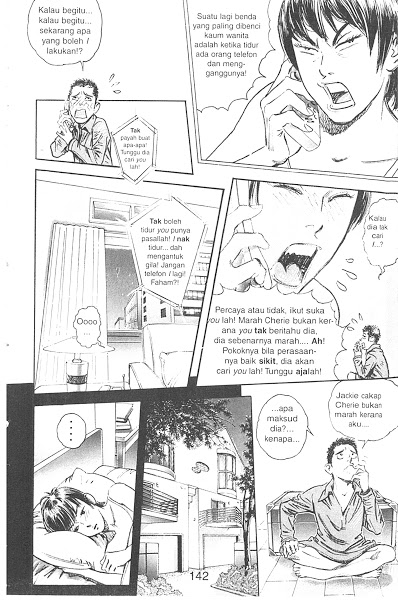 Suatu lagi benda
yang paling dibenci
kaum wanita
adalah ketika tidur
ada orang telefon
dan meng-
ganggunya!
Kalau begitu...
kalau begitu...
sekarang apa
yang boleh I
lakukan!?
Tak
payah buat
apa-apa!
Tunggu dia
cari you
lah!
Kalau
dia tak
cari
I...?
Tak boleh
tidur you punya
pasallah! I nak
tidur... dah
mengantuk
gila! Jangan
telefon I lagi!
Faham?!
Oooo
Percaya atau tidak, ikut suka
you lah! Marah Cherie bukan ker-
ana you tak beritahu dia,
dia sebenarnya marah.... Ah!
Pokoknya bila perasaan-
nya baik sikit, dia akan
cari you lah! Tunggu ajalah!
Jackie cakap
Cherie bukan
marah kerana
aku...
...apa
maksud
dia?...
kenapa...
...
142